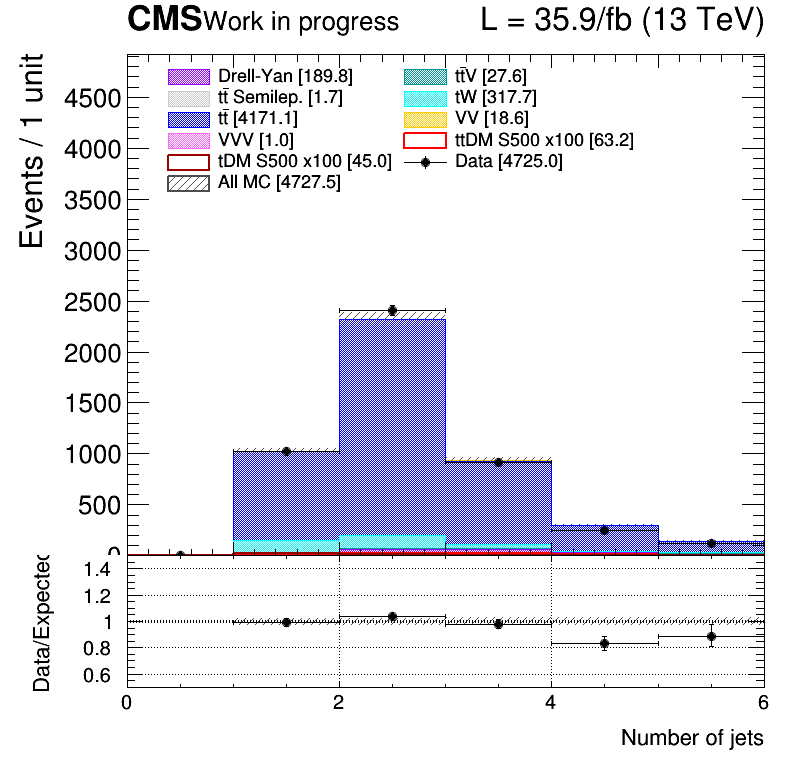 CMS Work in progress L = 35.9/fb (13 TeV)
Drell-Yan [189.8] tt̄V [27.6]
tt̄ Semilep. [1.7] tW [317.7]
tt̄ [4171.1] VV [18.6]
VVV [1.0] ttDM S500 x100 [63.2]
tDM S500 x100 [45.0] Data [4725.0]
All MC [4727.5]
Events / 1 unit
4500
4000
3500
3000
2500
2000
1500
1000
500
0
Data/Expected
1.4
1.2
1
0.8
0.6
0 2 4 6
Number of jets